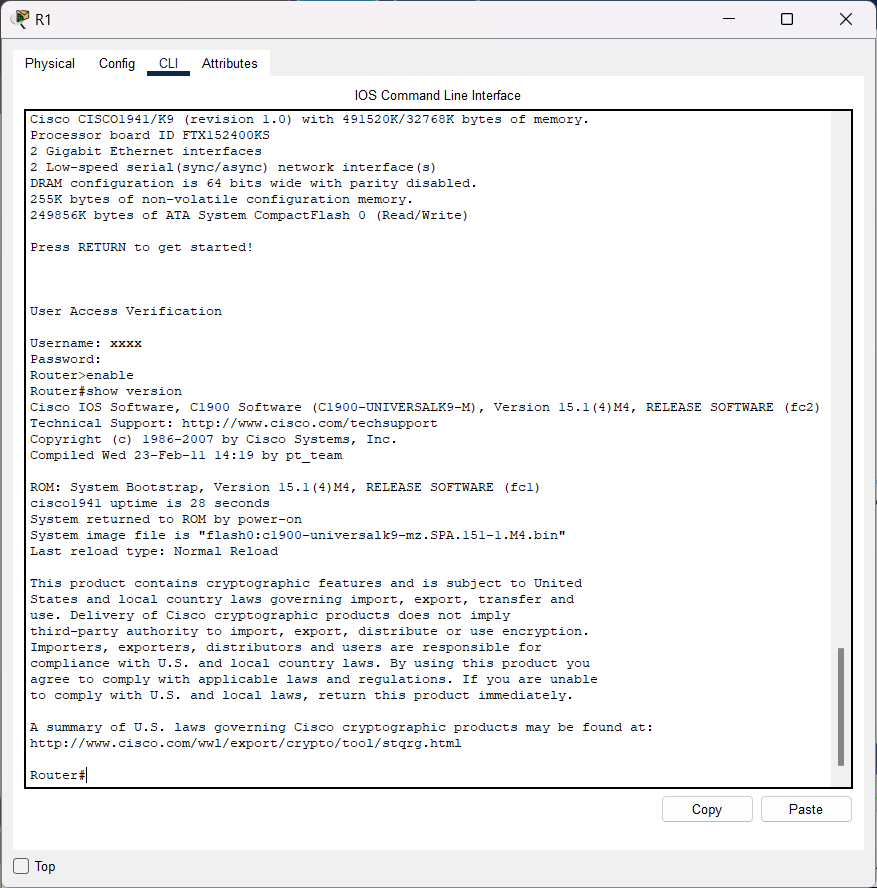 R1
Physical Config CLI Attributes
IOS Command Line Interface
Cisco CISCO1941/K9 (revision 1.0) with 491520K/32768K bytes of memory.
Processor board ID FTX152400KS
2 Gigabit Ethernet interfaces
2 Low-speed serial(sync/async) network interface(s)
DRAM configuration is 64 bits wide with parity disabled.
255K bytes of non-volatile configuration memory.
249856K bytes of ATA System CompactFlash 0 (Read/Write)
Press RETURN to get started!
User Access Verification
Username: xxxx
Password:
Router>enable
Router#show version
Cisco IOS Software, C1900 Software (C1900-UNIVERSALK9-M), Version 15.1(4)M4, RELEASE SOFTWARE (fc2)
Technical Support: http://www.cisco.com/techsupport
Copyright (c) 1986-2007 by Cisco Systems, Inc.
Compiled Wed 23-Feb-11 14:19 by pt_team
ROM: System Bootstrap, Version 15.1(4)M4, RELEASE SOFTWARE (fc1)
cisco1941 uptime is 28 seconds
System returned to ROM by power-on
System image file is "flash0:c1900-universalk9-mz.SPA.151-1.M4.bin"
Last reload type: Normal Reload
This product contains cryptographic features and is subject to United
States and local country laws governing import, export, transfer and
use. Delivery of Cisco cryptographic products does not imply
third-party authority to import, export, distribute or use encryption.
Importers, exporters, distributors and users are responsible for
compliance with U.S. and local country laws. By using this product you
agree to comply with applicable laws and regulations. If you are unable
to comply with U.S. and local laws, return this product immediately.
A summary of U.S. laws governing Cisco cryptographic products may be found at:
http://www.cisco.com/wwl/export/crypto/tool/stqrg.html
Router#
Copy Paste
Top